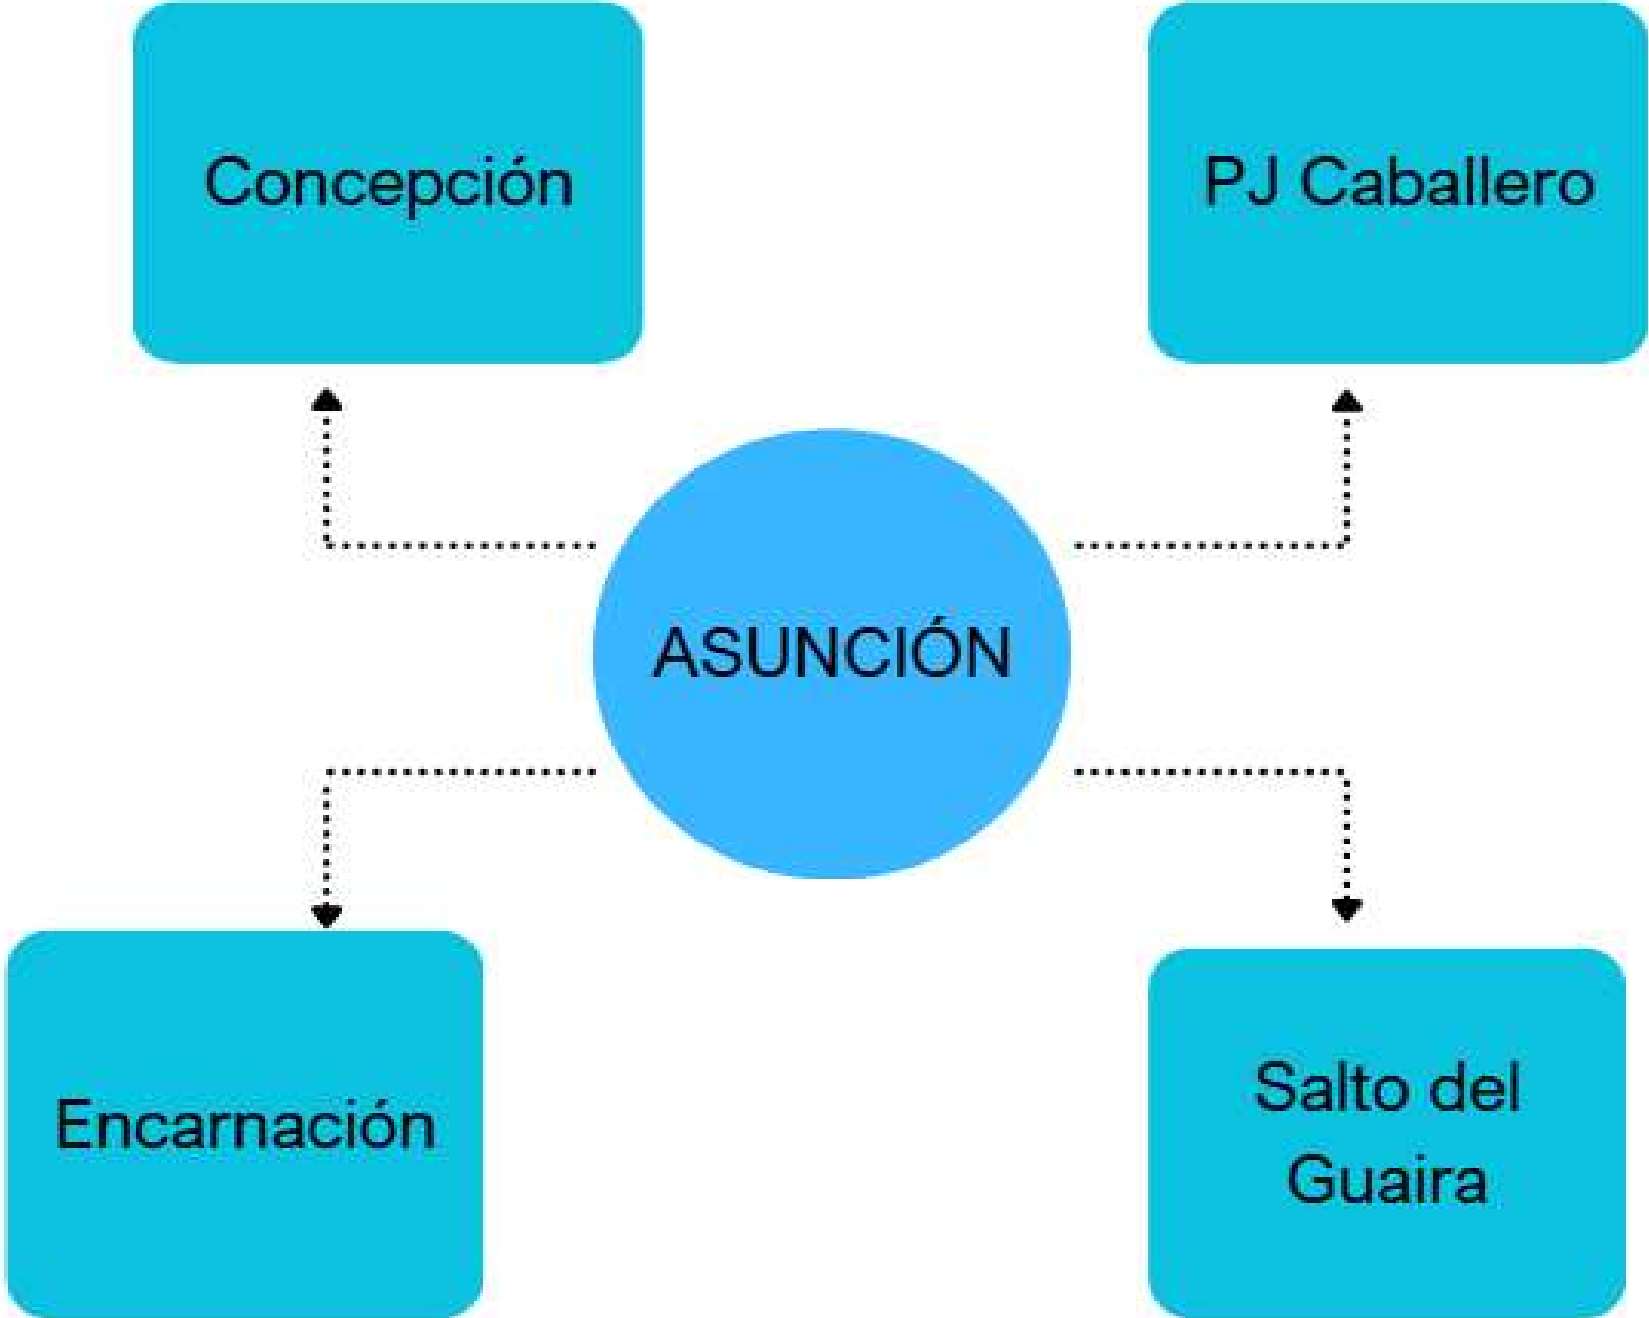 Concepción
PJ Caballero
ASUNCIÓN
Encarnación
Salto del
Guaira